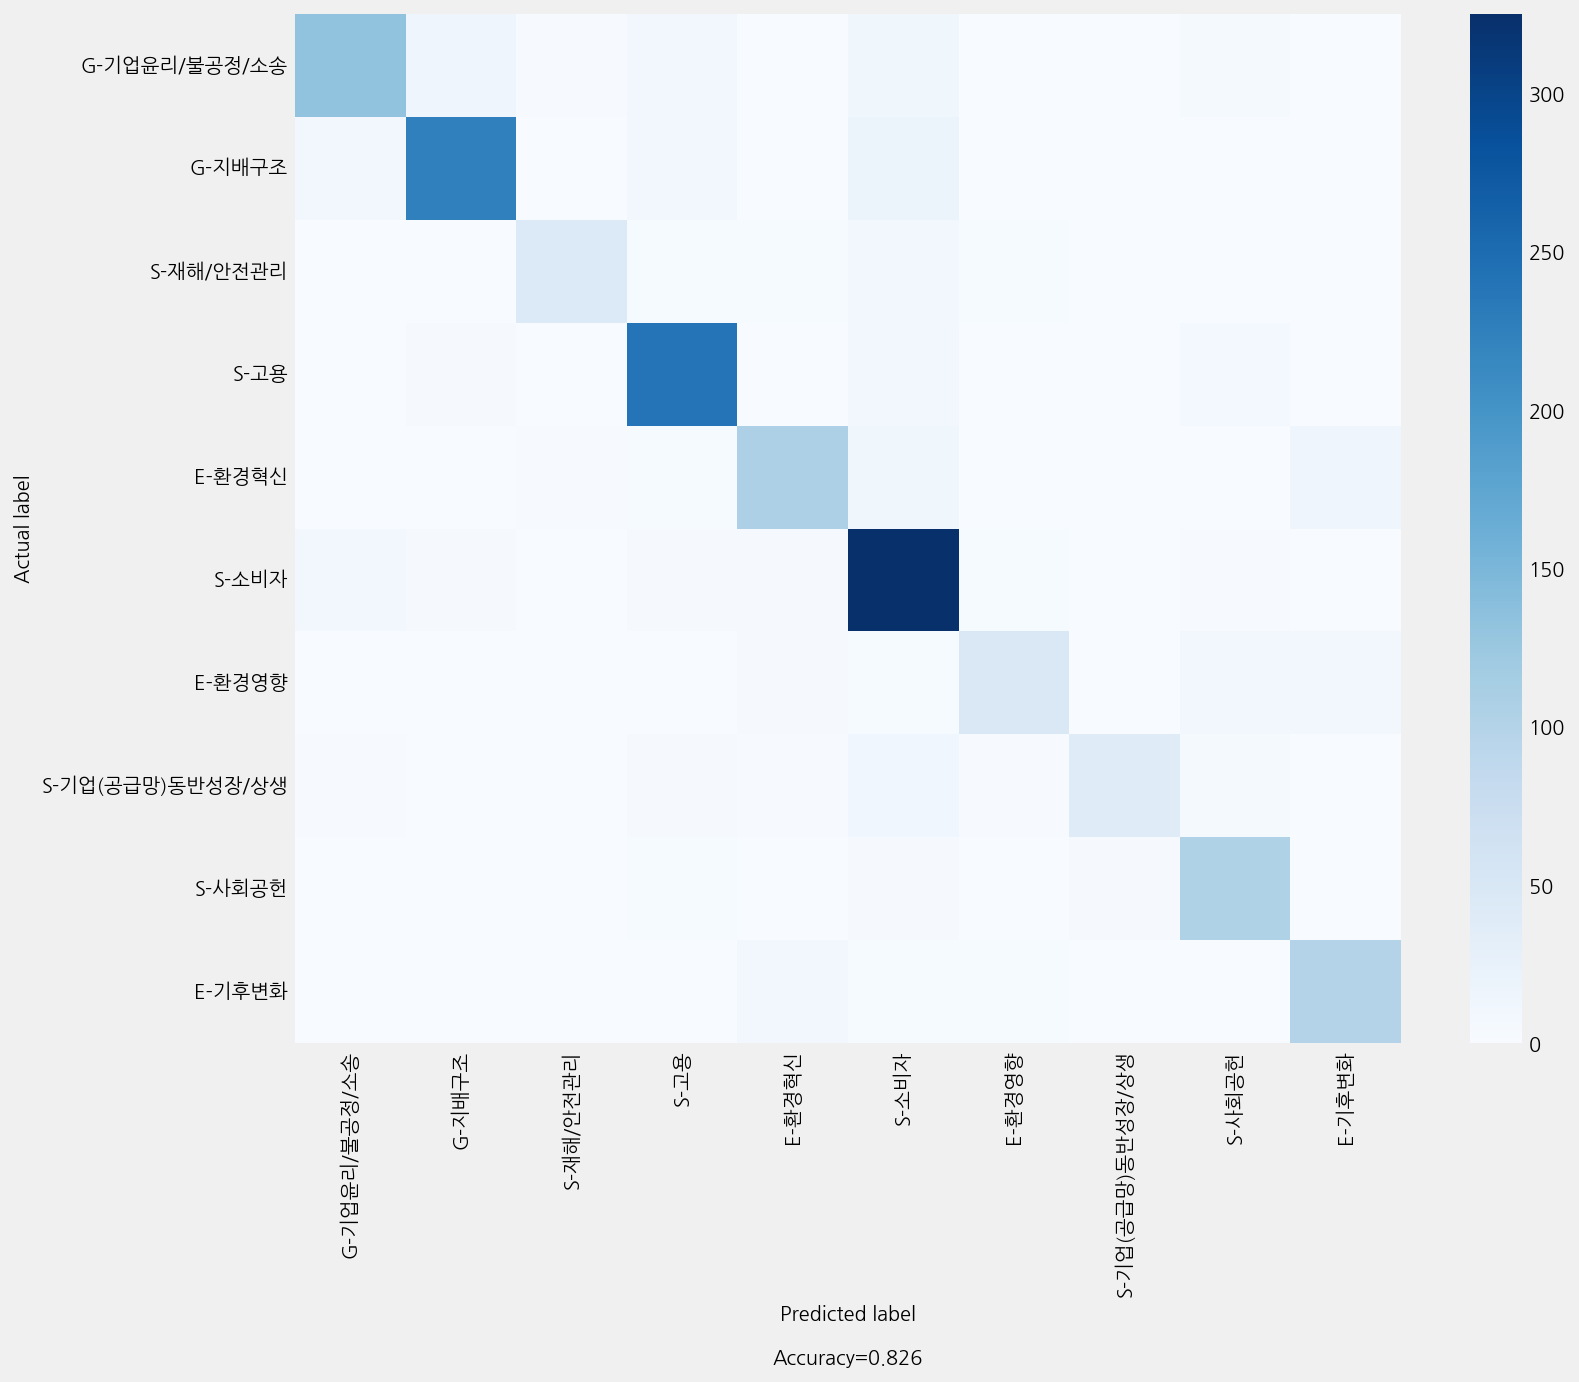 G-기업윤리/불공정/소송
G-지배구조
S-재해/안전관리
S-고용
E-환경혁신
S-소비자
E-환경영향
S-기업(공급망)동반성장/상생
S-사회공헌
E-기후변화
Actual label
G-기업윤리/불공정/소송
G-지배구조
S-재해/안전관리
S-고용
E-환경혁신
S-소비자
E-환경영향
S-기업(공급망)동반성장/상생
S-사회공헌
E-기후변화
Predicted label
Accuracy=0.826
300
250
200
150
100
50
0